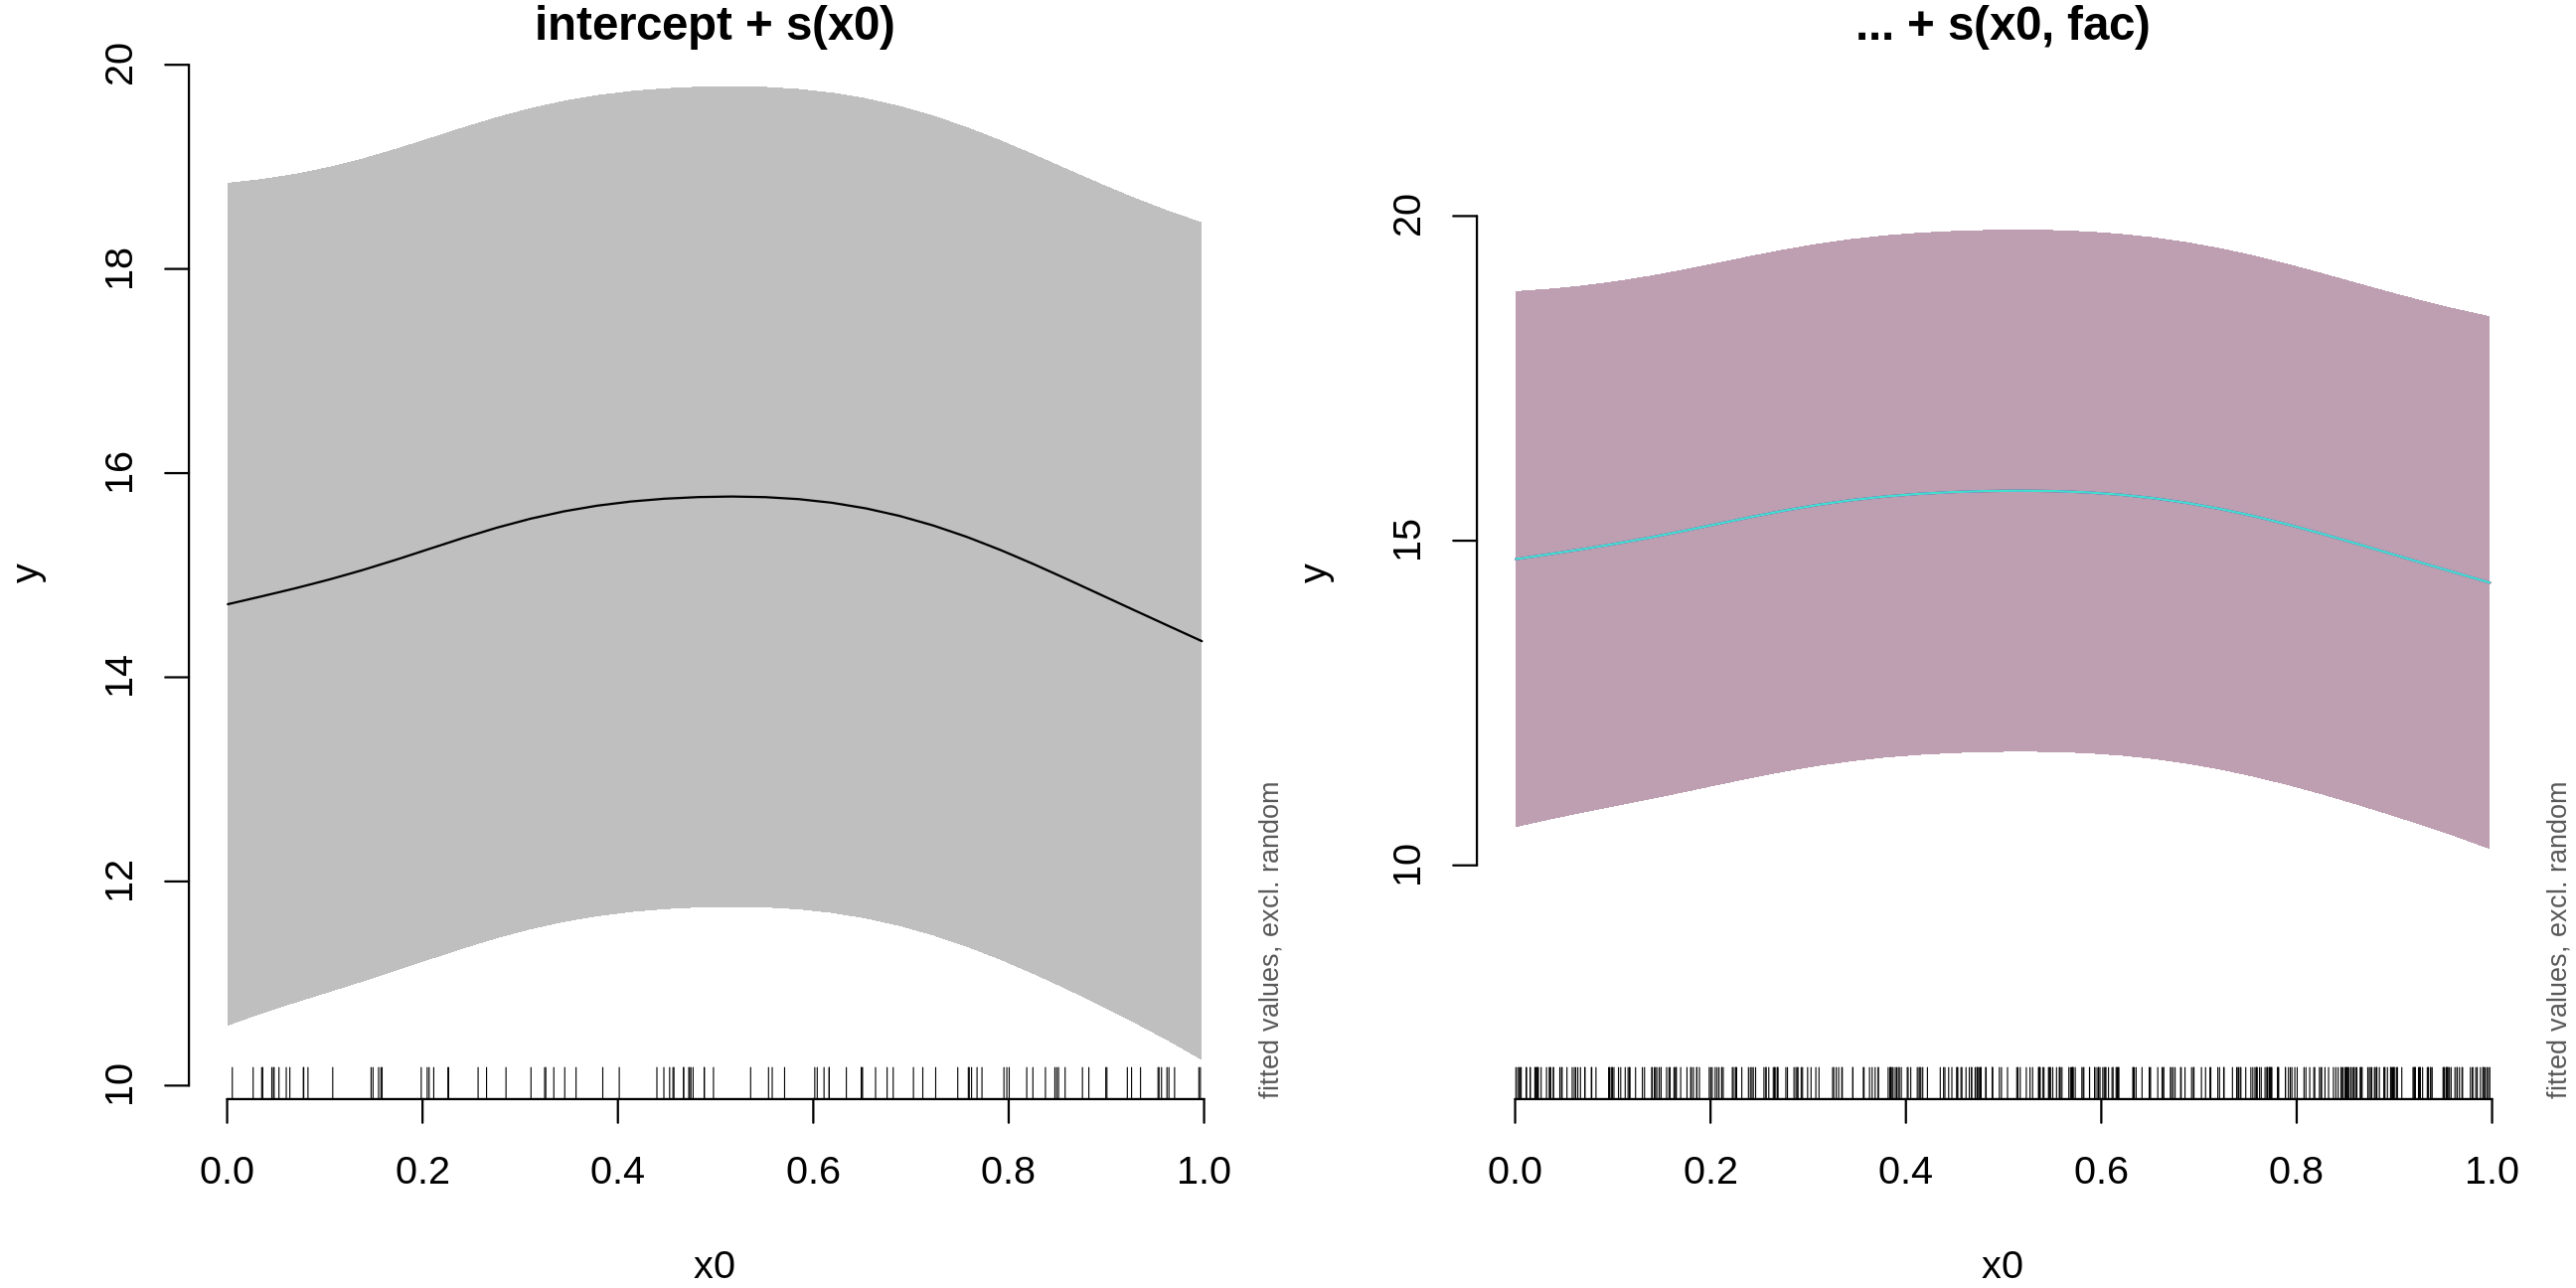 intercept + s(x0)
20
18
16
14
12
10
y
0.0 0.2 0.4 0.6 0.8 1.0
x0
fitted values, excl. random
... + s(x0, fac)
20
15
10
y
0.0 0.2 0.4 0.6 0.8 1.0
x0
fitted values, excl. random